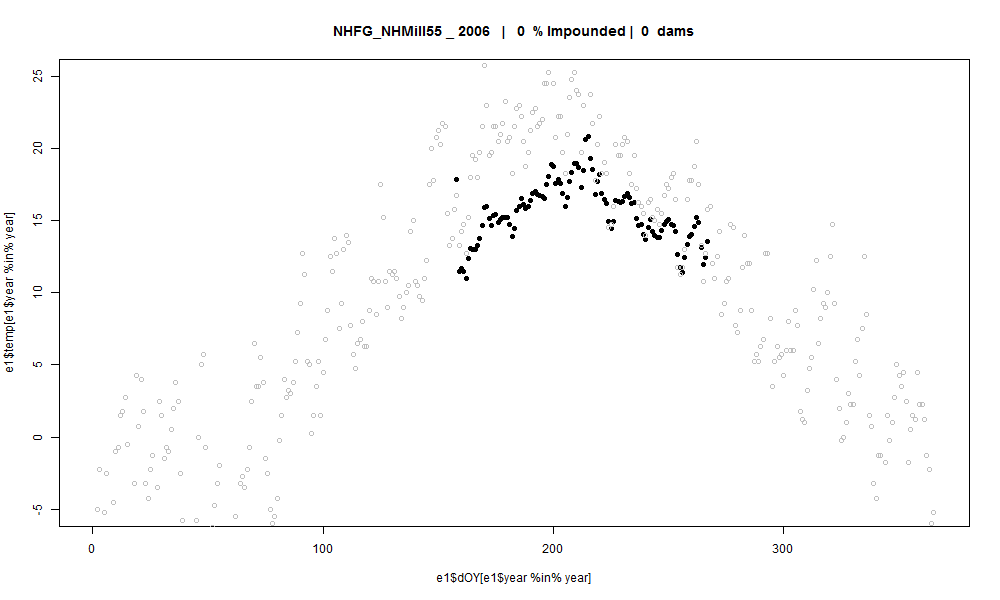 NHFG_NHMill55 _ 2006 | 0 % Impounded | 0 dams
25
20
15
10
5
0
-5
e1$temp[e1$year %in% year]
0 100 200 300
e1$dOY[e1$year %in% year]